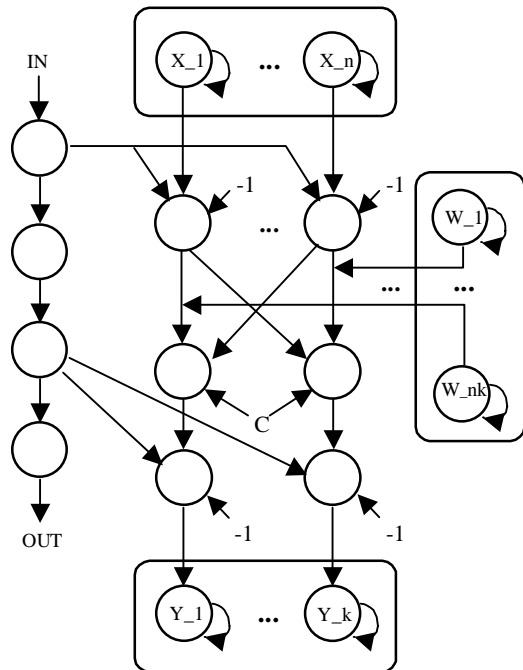 IN
X_1 ... X_n
-1 -1
...
W_1
... ...
W_nk
C
-1 -1
OUT
Y_1 ... Y_k